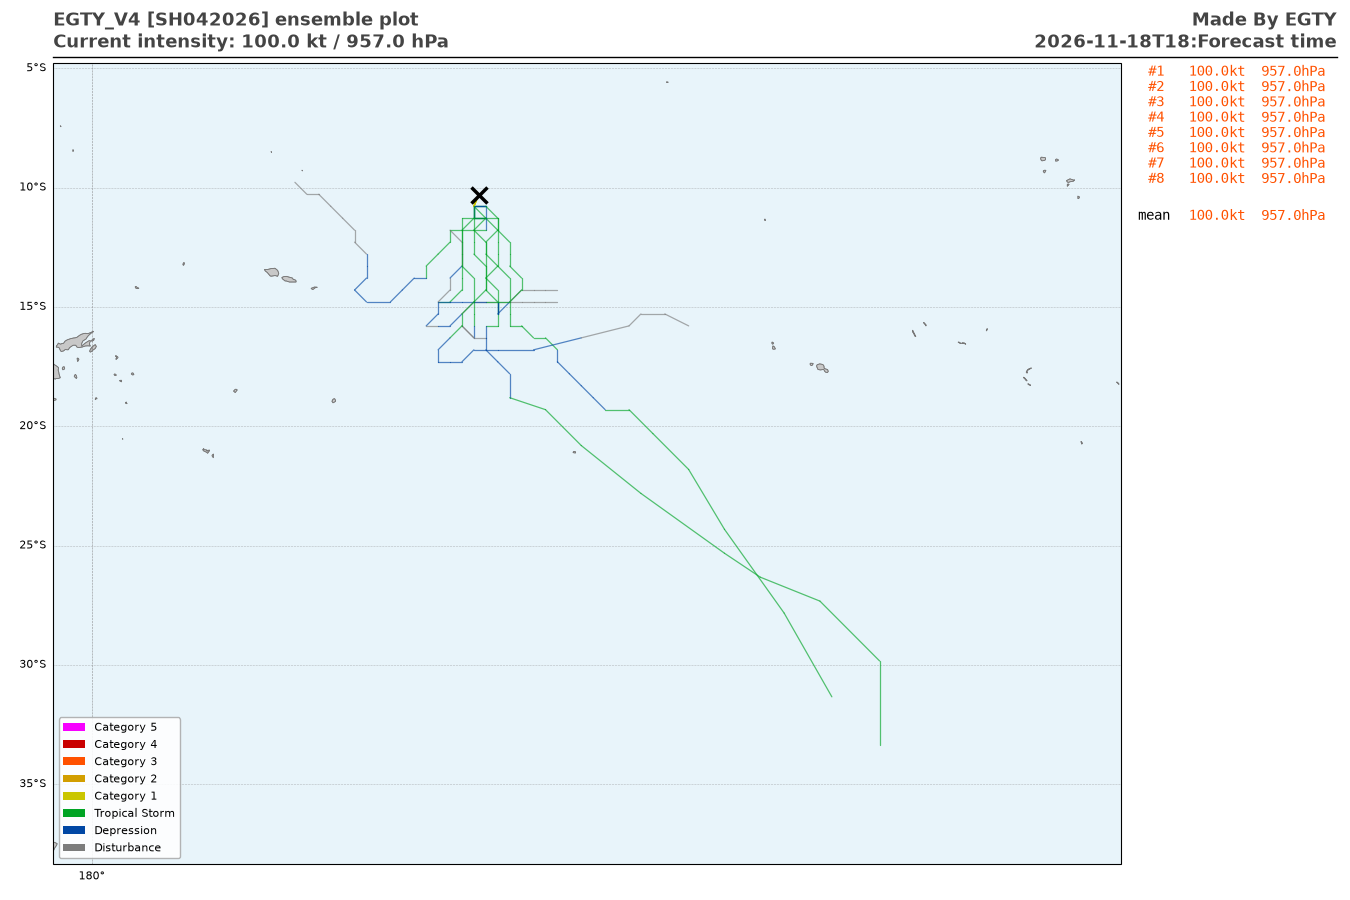 EGTY_V4 [SH042026] ensemble plot
Current intensity: 100.0 kt / 957.0 hPa
Made By EGTY
2026-11-18T18:Forecast time
5°S
10°S
15°S
20°S
25°S
30°S
35°S
180°
#1 100.0kt 957.0hPa
#2 100.0kt 957.0hPa
#3 100.0kt 957.0hPa
#4 100.0kt 957.0hPa
#5 100.0kt 957.0hPa
#6 100.0kt 957.0hPa
#7 100.0kt 957.0hPa
#8 100.0kt 957.0hPa
mean 100.0kt 957.0hPa
Category 5
Category 4
Category 3
Category 2
Category 1
Tropical Storm
Depression
Disturbance